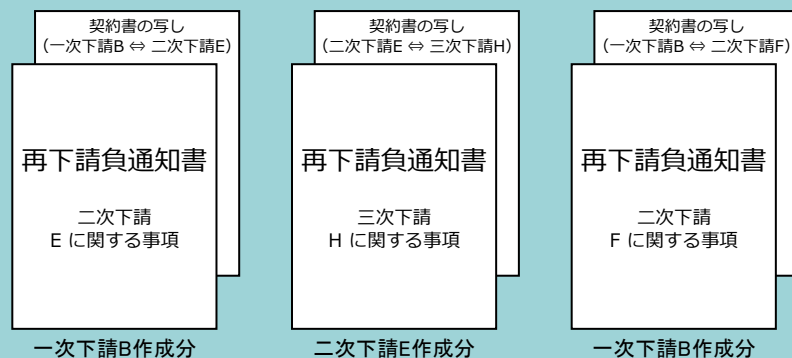 契約書の写し
（一次下請B ⇔ 二次下請E）
再下請負通知書
二次下請
E に関する事項
一次下請B作成分
契約書の写し
（二次下請E ⇔ 三次下請H）
再下請負通知書
三次下請
H に関する事項
二次下請E作成分
契約書の写し
（一次下請B ⇔ 二次下請F）
再下請負通知書
二次下請
F に関する事項
一次下請B作成分